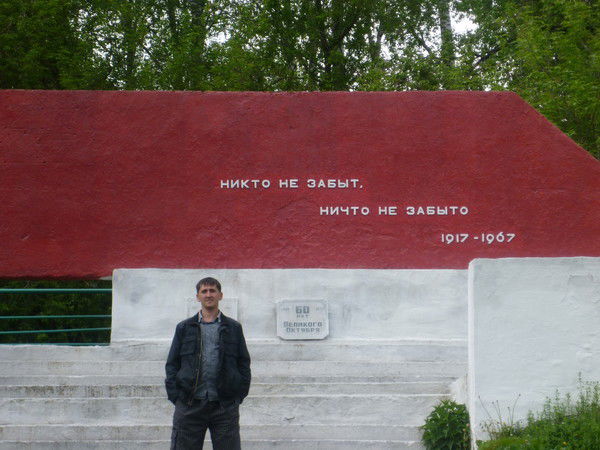 НИКТО НЕ ЗАБЫТ,
НИЧТО НЕ ЗАБЫТО
1917-1967
60
ЛЕТ
ВЕЛИКОГО
ОКТЯБРЯ